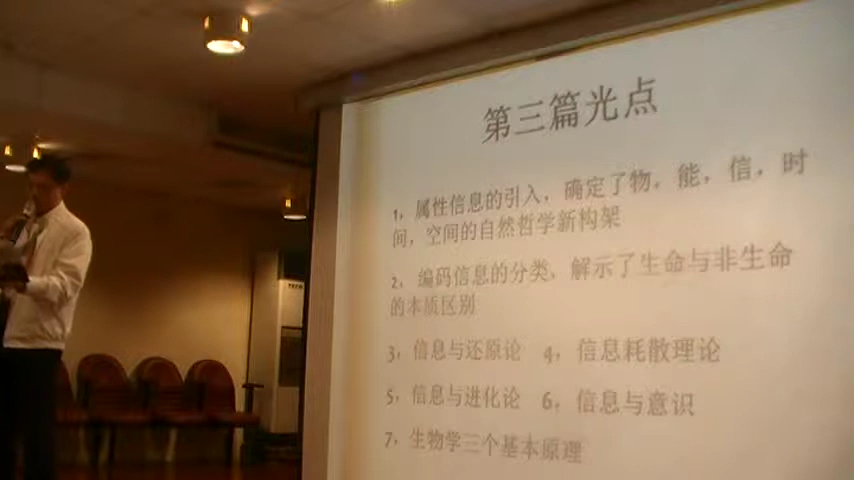 第三篇光点
1，属性信息的引入，确定了物，能，信，时
间，空间的自然哲学新构架
2，编码信息的分类，解示了生命与非生命
的本质区别
3，信息与还原论 4，信息耗散理论
5，信息与进化论 6，信息与意识
7，生物学三个基本原理